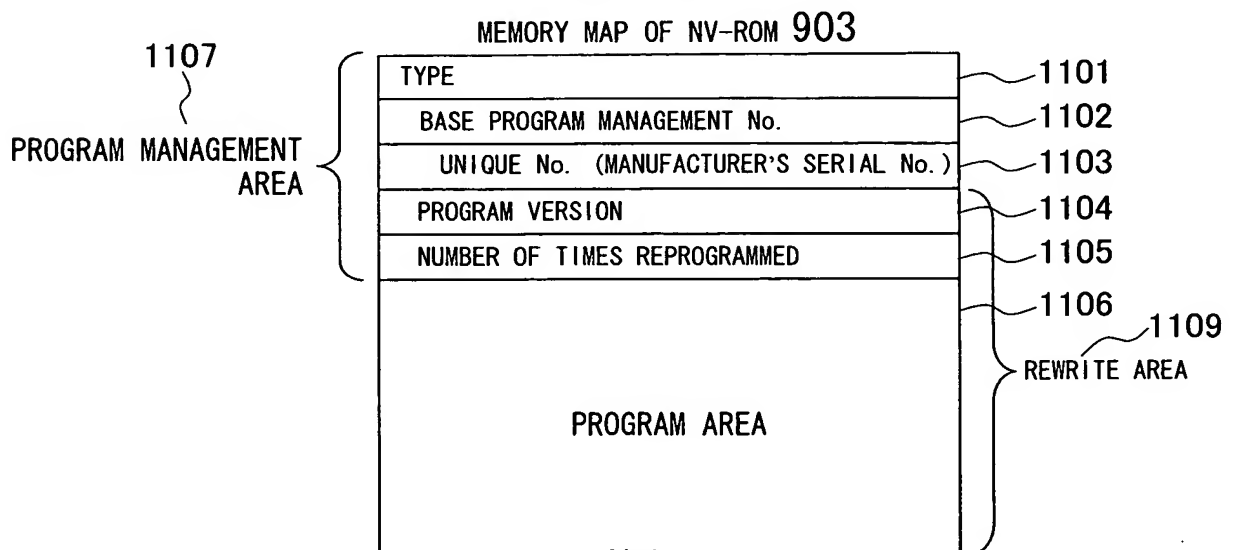 MEMORY MAP OF NV-ROM 903
1107
TYPE
1101
BASE PROGRAM MANAGEMENT No.
1102
PROGRAM MANAGEMENT
AREA
UNIQUE No. (MANUFACTURER'S SERIAL No.)
1103
PROGRAM VERSION
1104
NUMBER OF TIMES REPROGRAMMED
1105
1106
1109
REWRITE AREA
PROGRAM AREA